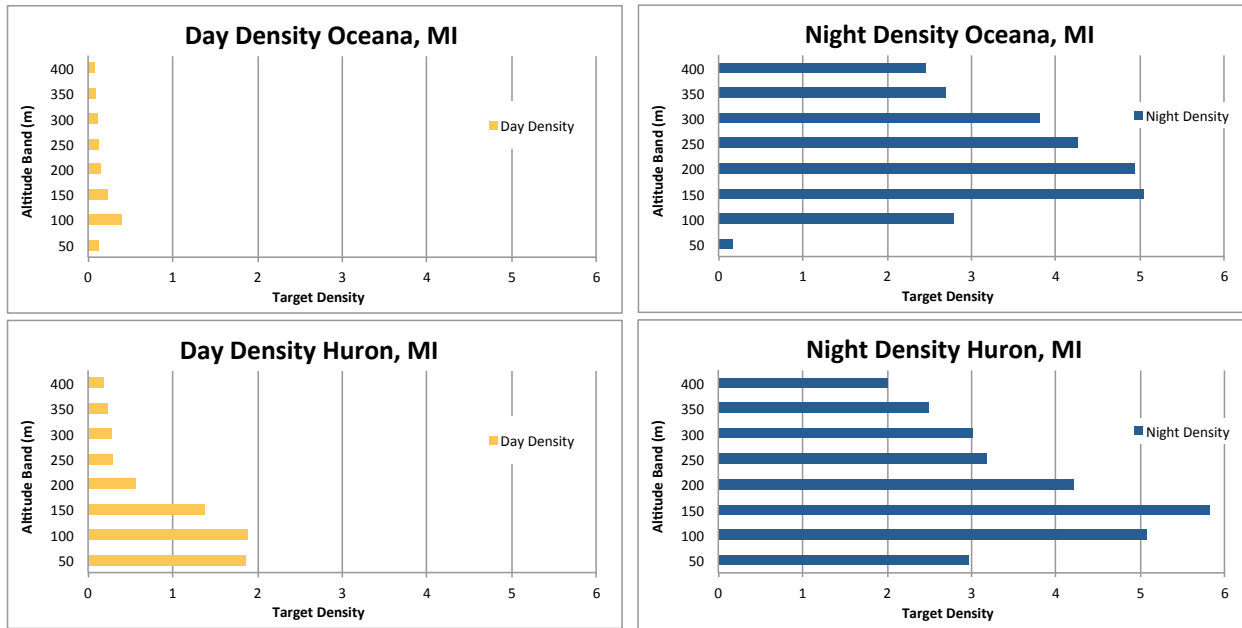 Day Density Oceana, MI
Altitude Band (m)
400
350
300
250
200
150
100
50
Day Density
0 1 2 3 4 5 6
Target Density
Night Density Oceana, MI
Altitude Band (m)
400
350
300
250
200
150
100
50
Night Density
0 1 2 3 4 5 6
Target Density
Day Density Huron, MI
Altitude Band (m)
400
350
300
250
200
150
100
50
Day Density
0 1 2 3 4 5 6
Target Density
Night Density Huron, MI
Altitude Band (m)
400
350
300
250
200
150
100
50
Night Density
0 1 2 3 4 5 6
Target Density